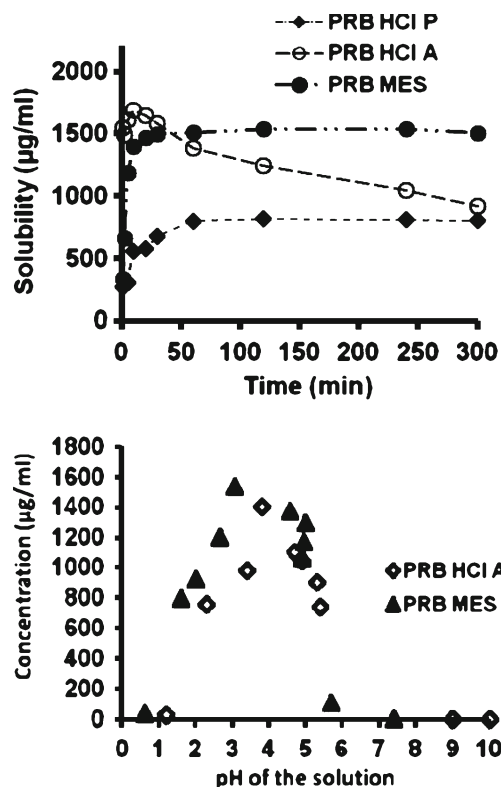 PRB HCl P
PRB HCl A
PRB MES
Solubility (µg/ml)
2000
1500
1000
500
0
0 50 100 150 200 250 300
Time (min)
Concentration (µg/ml)
1800
1600
1400
1200
1000
800
600
400
200
0
PRB HCl A
PRB MES
0 1 2 3 4 5 6 7 8 9 10
pH of the solution